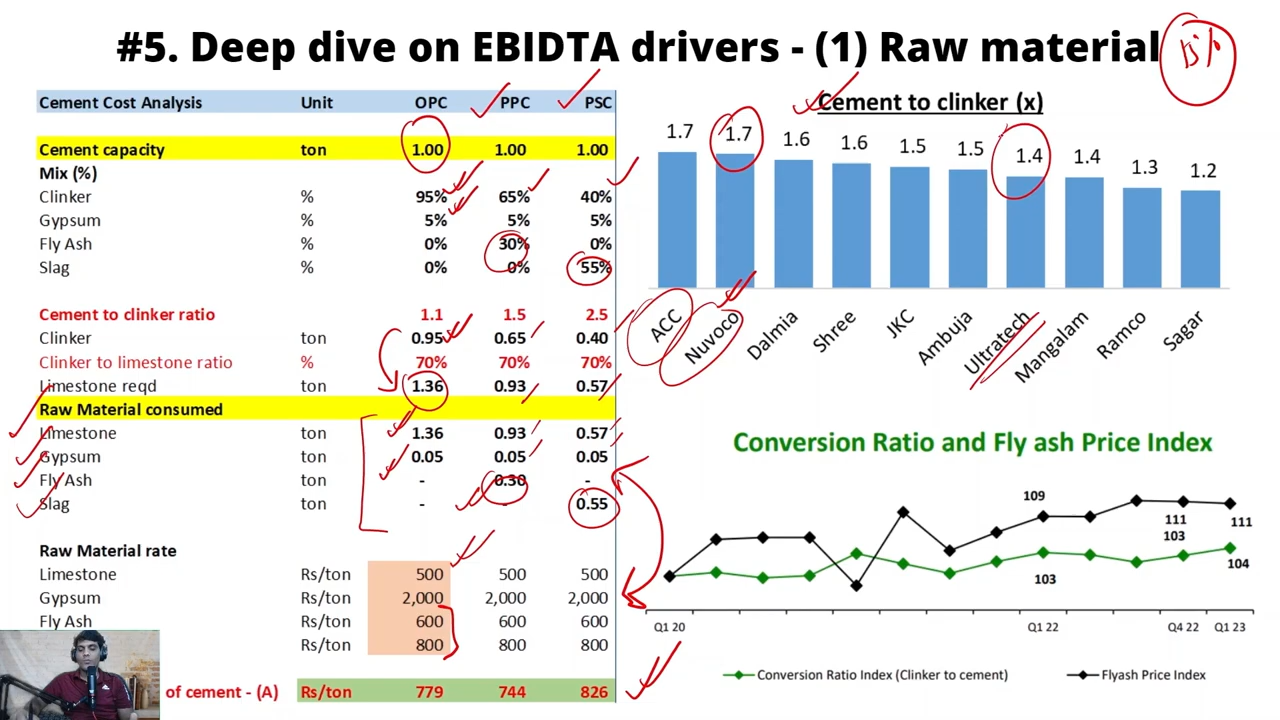 #5. Deep dive on EBIDTA drivers - (1) Raw material
15%
Cement Cost Analysis Unit OPC PPC PSC
Cement capacity ton 1.00 1.00 1.00
Mix (%)
Clinker % 95% 65% 40%
Gypsum % 5% 5% 5%
Fly Ash % 0% 30% 0%
Slag % 0% 0% 55%
Cement to clinker ratio 1.1 1.5 2.5
Clinker ton 0.95 0.65 0.40
Clinker to limestone ratio % 70% 70% 70%
Limestone reqd ton 1.36 0.93 0.57
Raw Material consumed
Limestone ton 1.36 0.93 0.57
Gypsum ton 0.05 0.05 0.05
Fly Ash ton - 0.30 -
Slag ton - - 0.55
Raw Material rate
Limestone Rs/ton 500 500 500
Gypsum Rs/ton 2,000 2,000 2,000
Fly Ash Rs/ton 600 600 600
Rs/ton 800 800 800
of cement - (A) Rs/ton 779 744 826
Cement to clinker (x)
1.7 1.7 1.6 1.6 1.5 1.5 1.4 1.4 1.3 1.2
ACC Nuvoco Dalmia Shree JKC Ambuja Ultratech Mangalam Ramco Sagar
Conversion Ratio and Fly ash Price Index
109
111 111
103
104
103
Q1 20 Q1 22 Q4 22 Q1 23
Conversion Ratio Index (Clinker to cement) Flyash Price Index